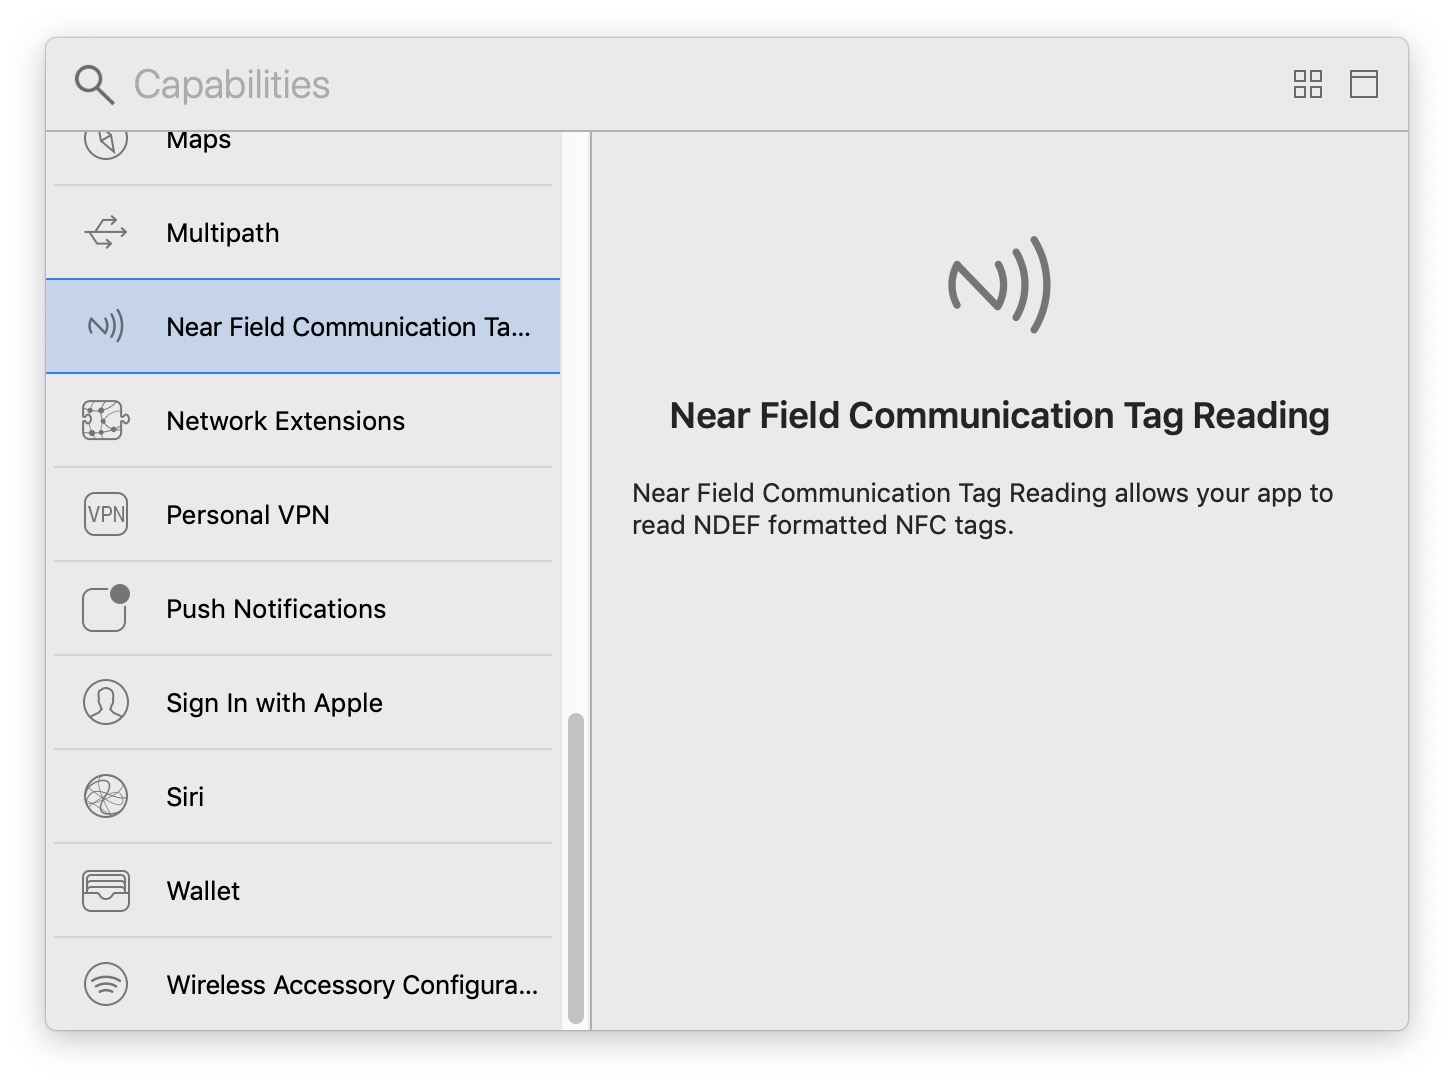 Capabilities
Maps
Multipath
Near Field Communication Ta...
Network Extensions
VPN
Personal VPN
Push Notifications
Sign In with Apple
Siri
Wallet
Wireless Accessory Configura...
Near Field Communication Tag Reading
Near Field Communication Tag Reading allows your app to
read NDEF formatted NFC tags.